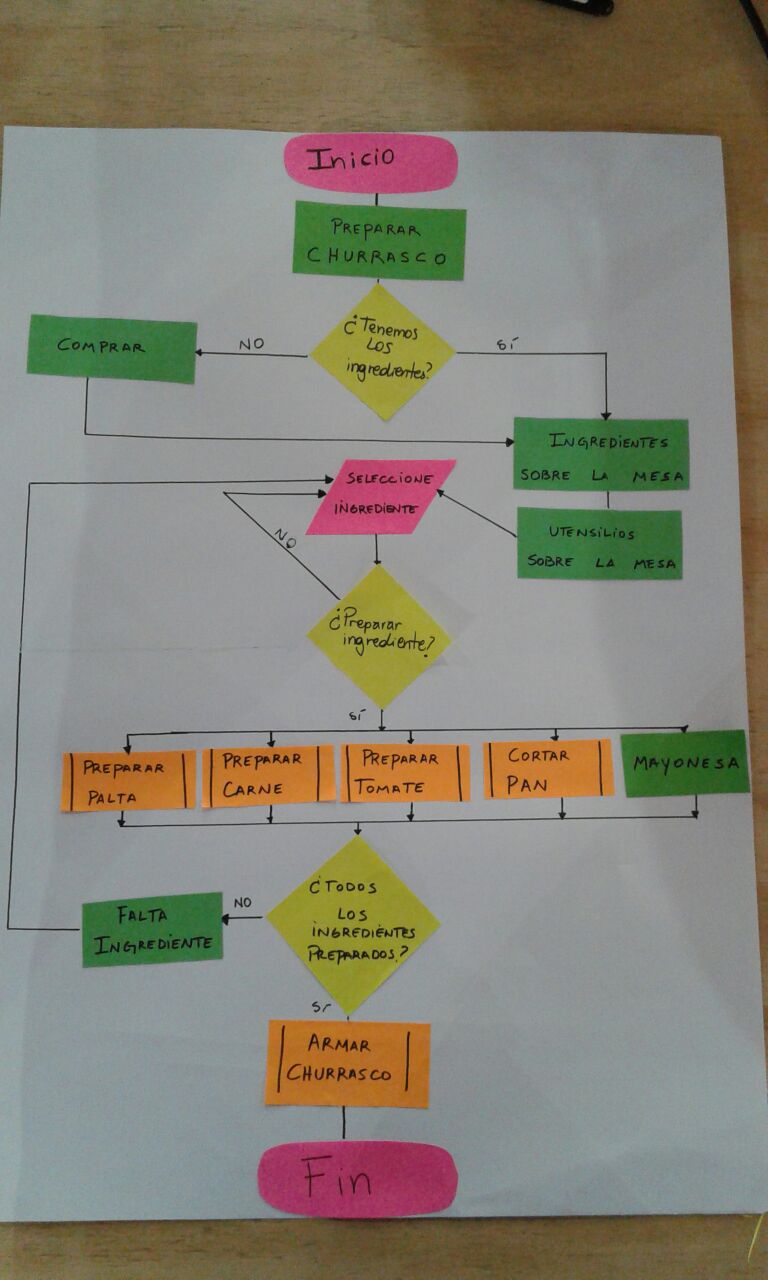 Inicio
PREPARAR
CHURRASCO
¿Tenemos
LOS
ingredientes?
NO
SÍ
COMPRAR
INGREDIENTES
SOBRE LA MESA
SELECCIONE
INGREDIENTE
UTENSILIOS
SOBRE LA MESA
NO
¿Preparar
ingrediente?
SÍ
PREPARAR
PALTA
PREPARAR
CARNE
PREPARAR
TOMATE
CORTAR
PAN
MAYONESA
¿TODOS
LOS
INGREDIENTES
PREPARADOS?
NO
FALTA
INGREDIENTE
SÍ
ARMAR
CHURRASCO
Fin